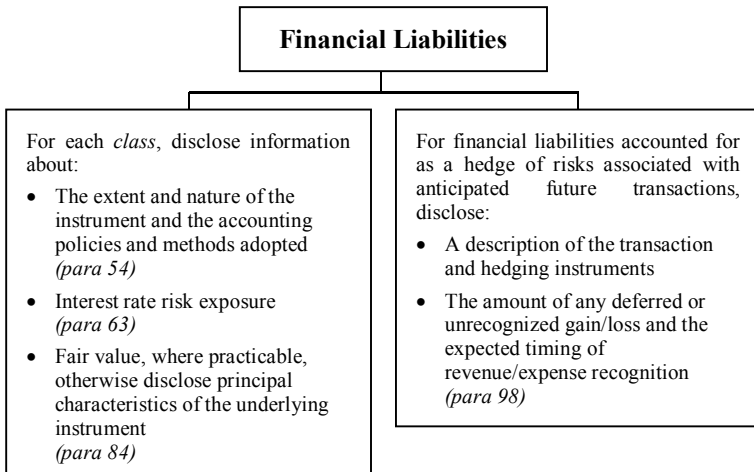 Financial Liabilities
For each class, disclose information
about:
• The extent and nature of the
instrument and the accounting
policies and methods adopted
(para 54)
• Interest rate risk exposure
(para 63)
• Fair value, where practicable,
otherwise disclose principal
characteristics of the underlying
instrument
(para 84)
For financial liabilities accounted for
as a hedge of risks associated with
anticipated future transactions,
disclose:
• A description of the transaction
and hedging instruments
• The amount of any deferred or
unrecognized gain/loss and the
expected timing of
revenue/expense recognition
(para 98)